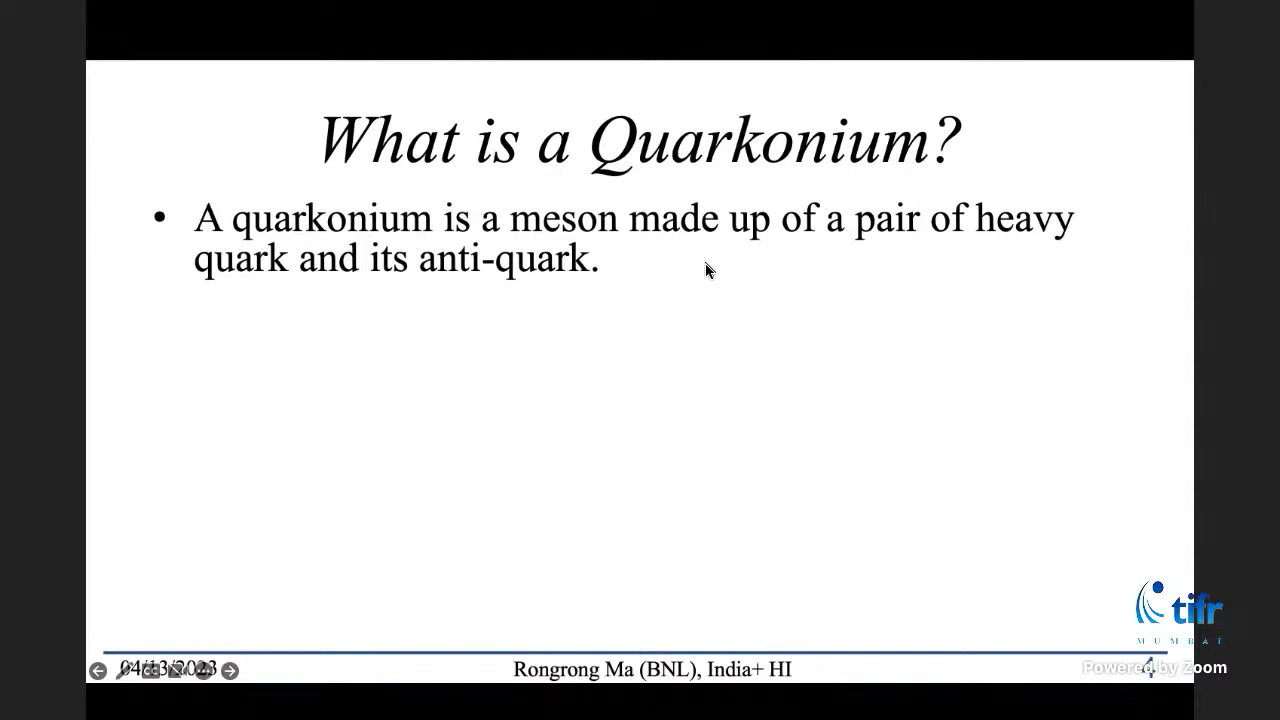 What is a Quarkonium?
• A quarkonium is a meson made up of a pair of heavy
quark and its anti-quark.
tifr
MUMBAI
04/13/2023
Rongrong Ma (BNL), India+ HI
4
Powered by Zoom